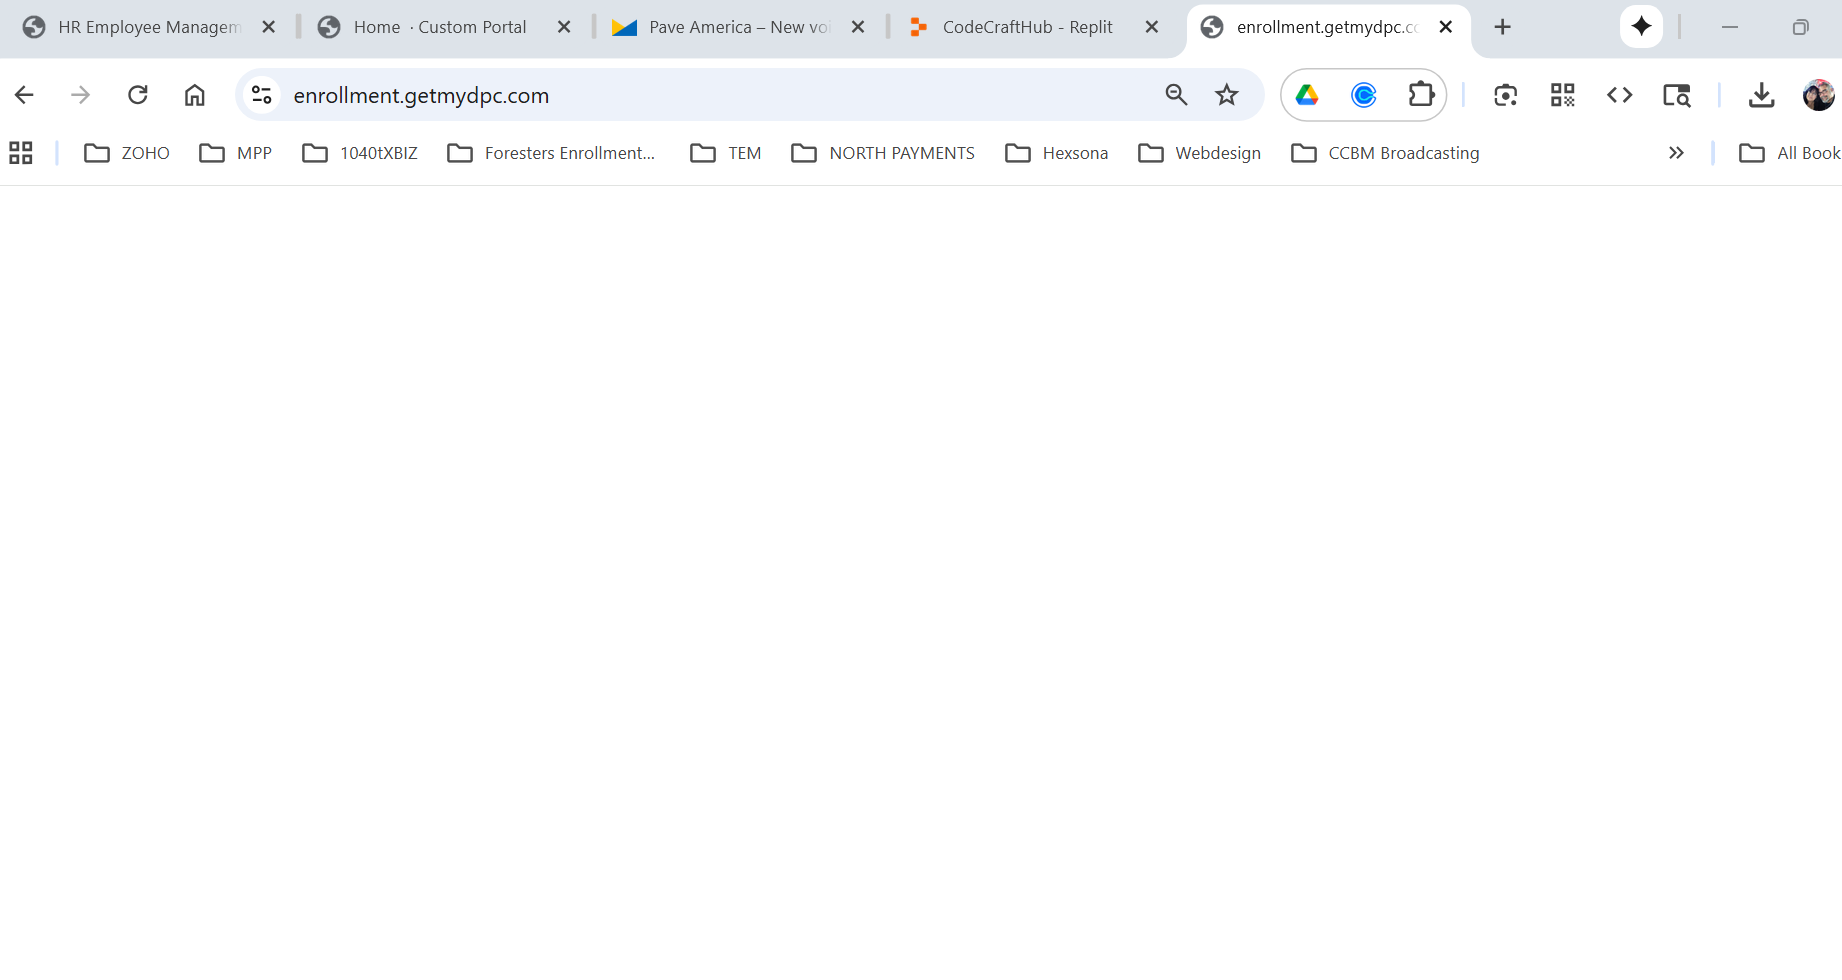 HR Employee Managem
Home · Custom Portal
Pave America – New voi
CodeCraftHub - Replit
enrollment.getmydpc.co
enrollment.getmydpc.com
ZOHO
MPP
1040tXBIZ
Foresters Enrollment...
TEM
NORTH PAYMENTS
Hexsona
Webdesign
CCBM Broadcasting
All Book